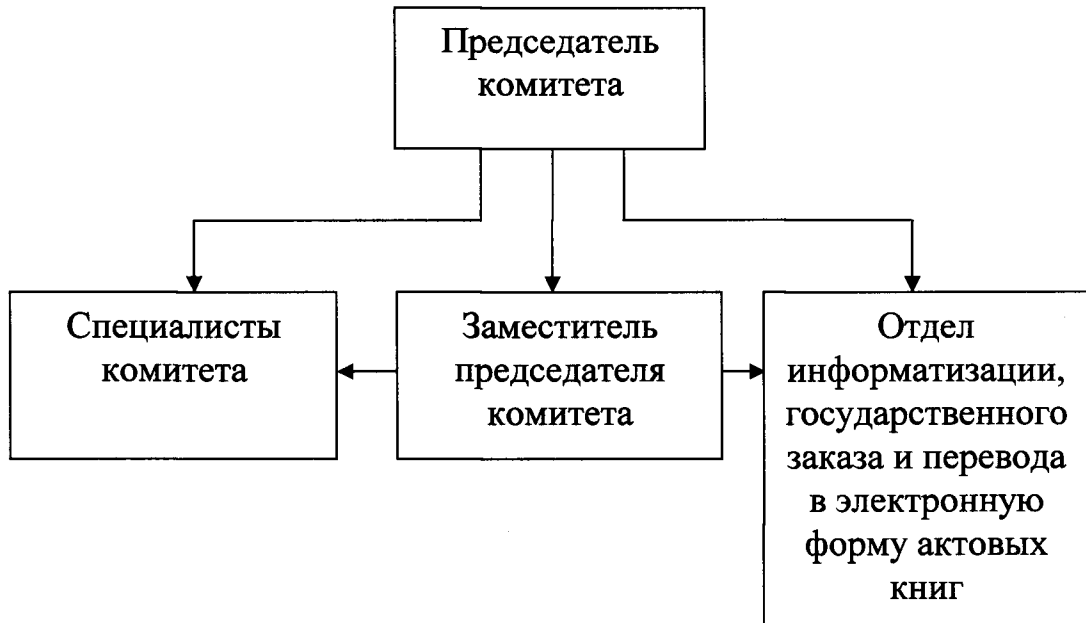 Председатель
комитета
Специалисты
комитета
Заместитель
председателя
комитета
Отдел
информатизации,
государственного
заказа и перевода
в электронную
форму актовых
книг